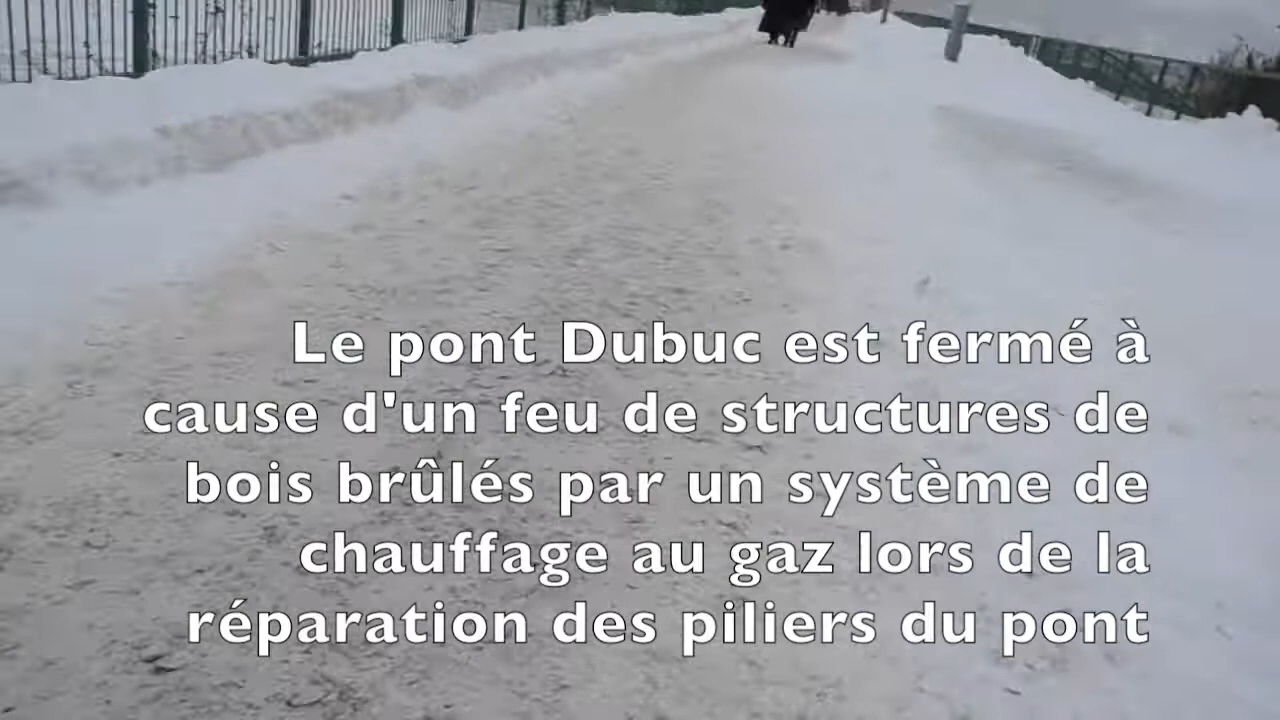 Le pont Dubuc est fermé à
cause d'un feu de structures de
bois brûlés par un système de
chauffage au gaz lors de la
réparation des piliers du pont